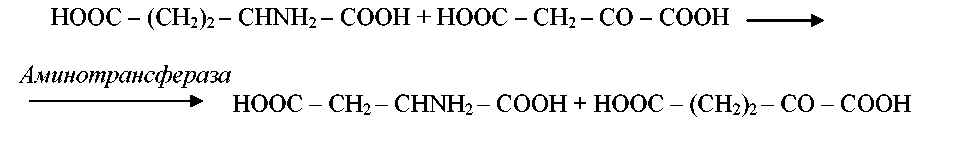 HOOC – (CH₂)₂ – CHNH₂ – COOH + HOOC – CH₂ – CO – COOH
Аминотрансфераза
HOOC – CH₂ – CHNH₂ – COOH + HOOC – (CH₂)₂ – CO – COOH